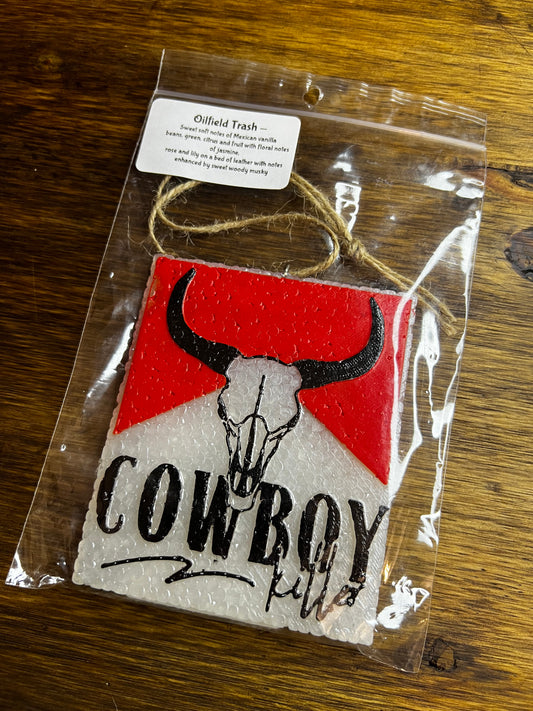 Oilfield Trash —
Sweet soft notes of Mexican vanilla
beans, green, citrus and fruit with floral notes
of jasmine,
rose and lily on a bed of leather with notes
enhanced by sweet woody musky
COWBOY
killer